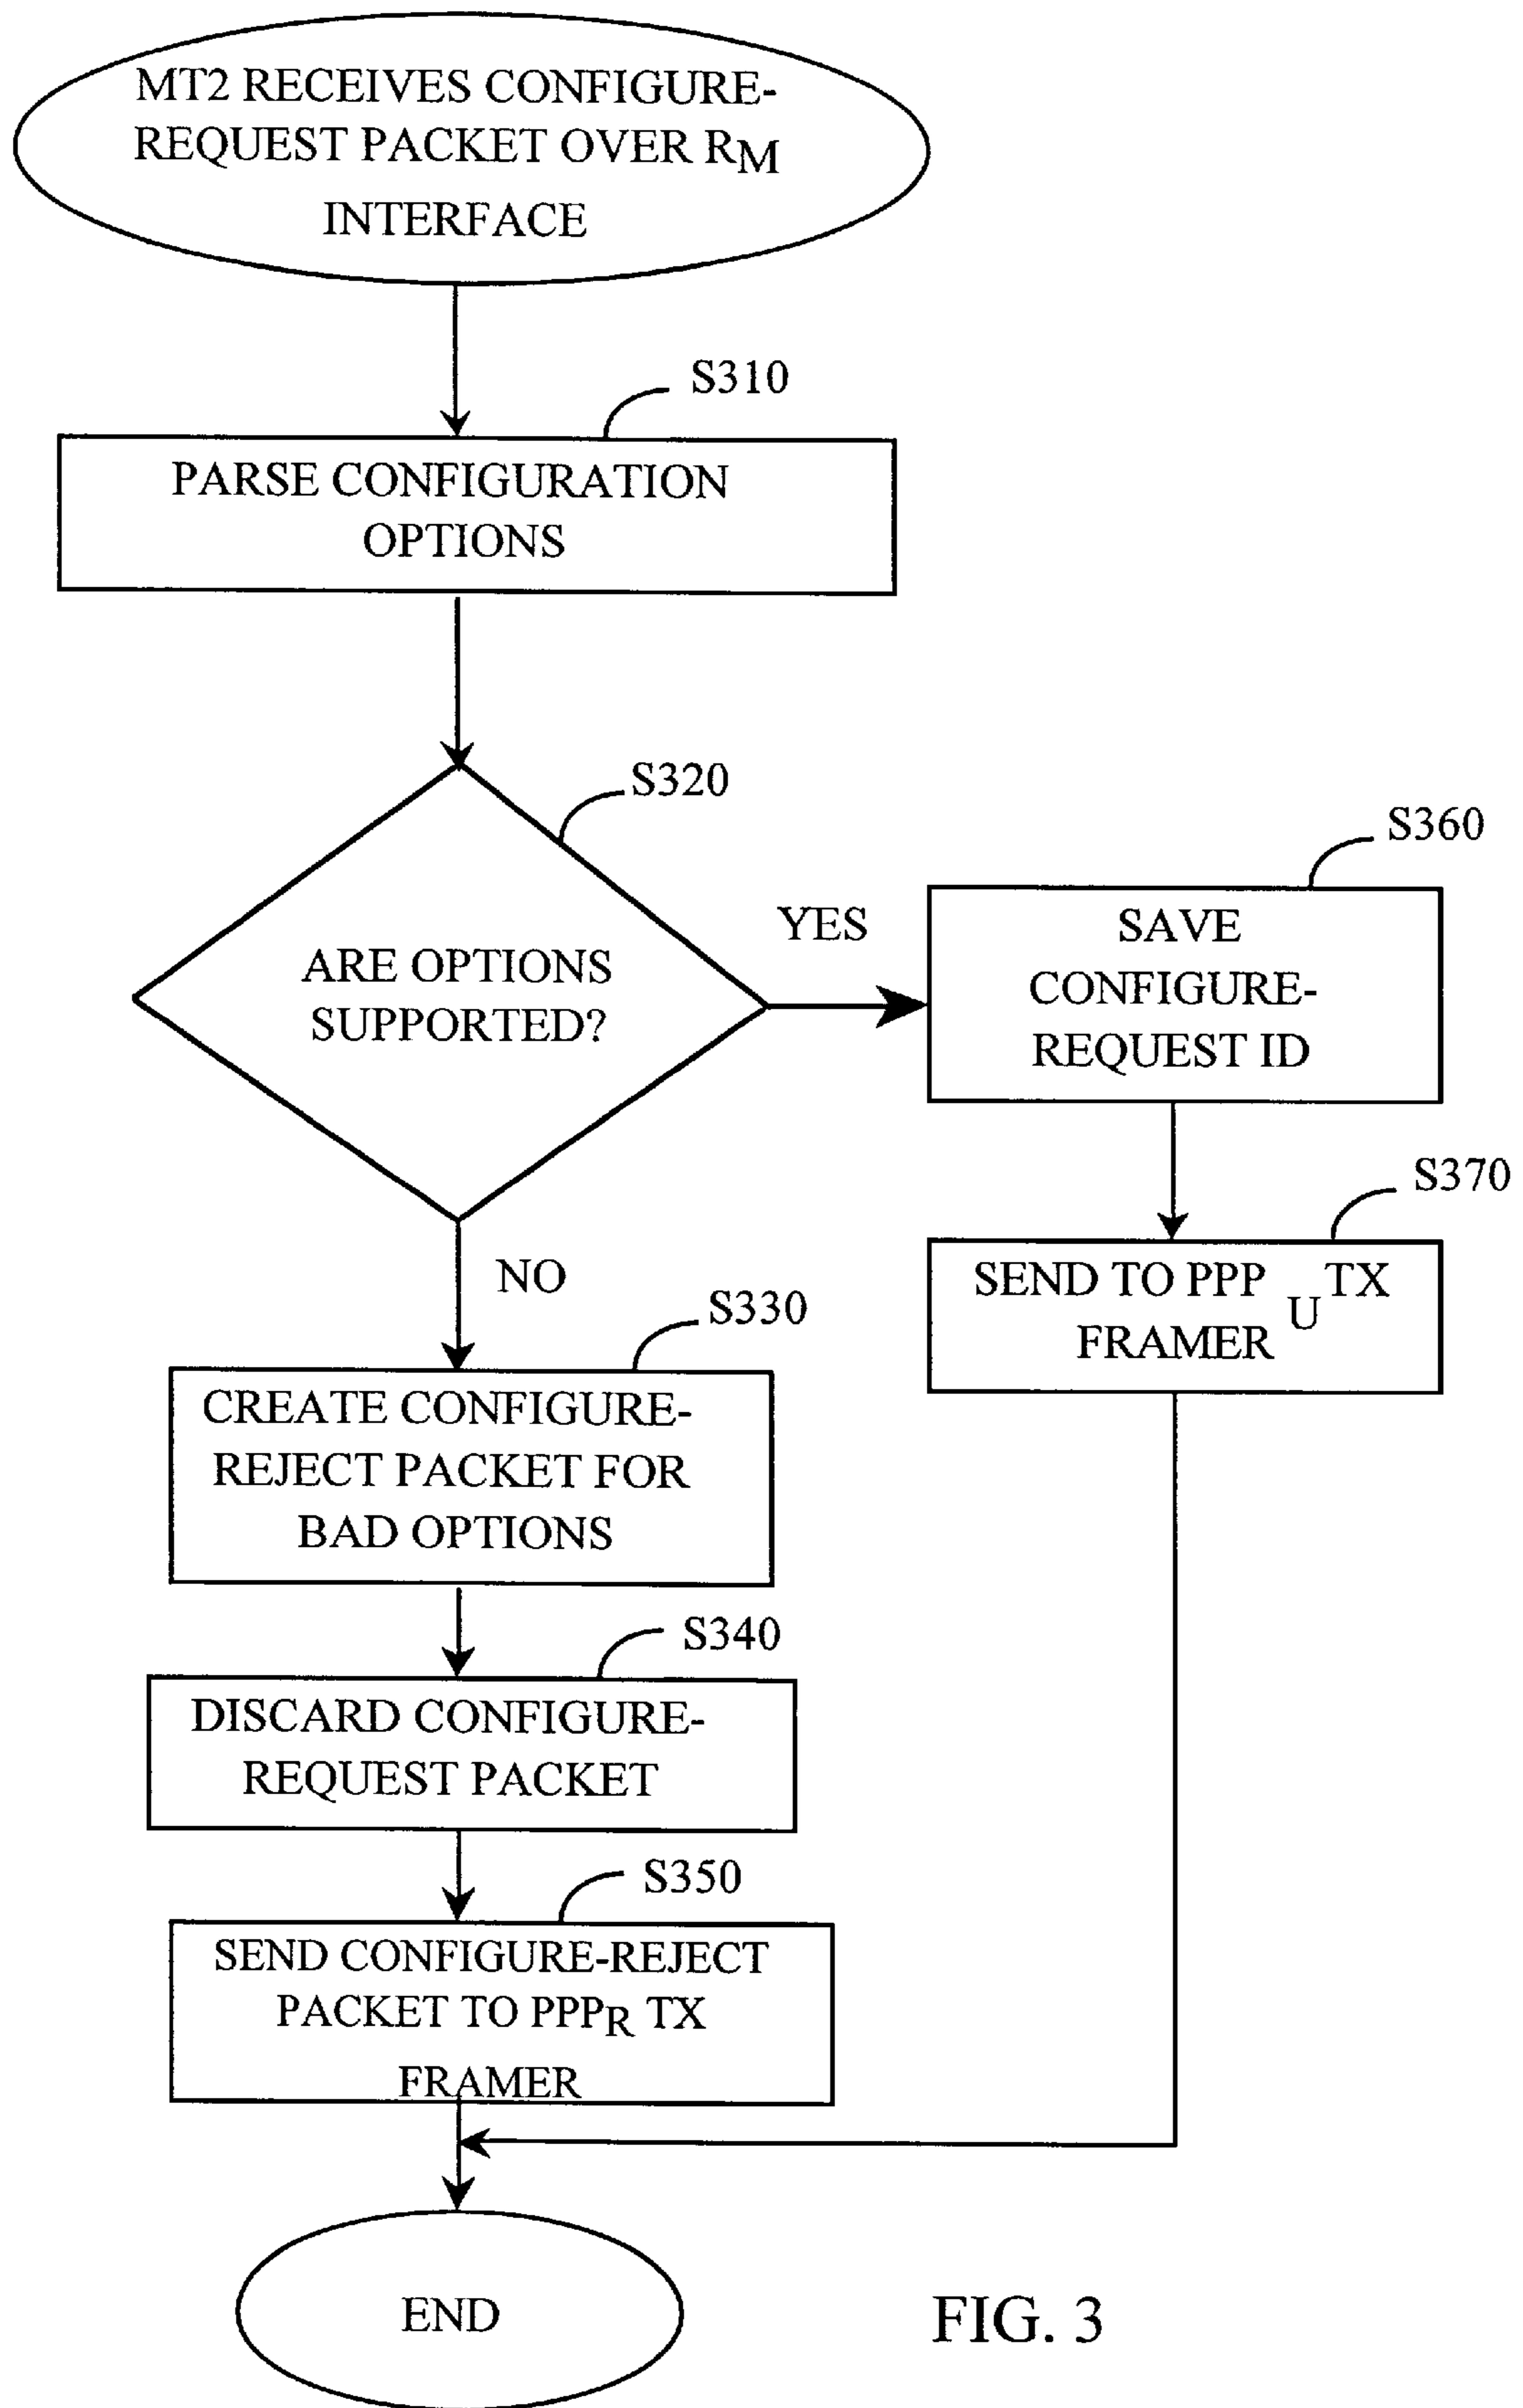 MT2 RECEIVES CONFIGURE-
REQUEST PACKET OVER RM
INTERFACE
S310
PARSE CONFIGURATION
OPTIONS
S320
ARE OPTIONS
SUPPORTED?
YES
S360
SAVE
CONFIGURE-
REQUEST ID
S370
SEND TO PPP U TX
FRAMER
NO
S330
CREATE CONFIGURE-
REJECT PACKET FOR
BAD OPTIONS
S340
DISCARD CONFIGURE-
REQUEST PACKET
S350
SEND CONFIGURE-REJECT
PACKET TO PPPR TX
FRAMER
END
FIG. 3